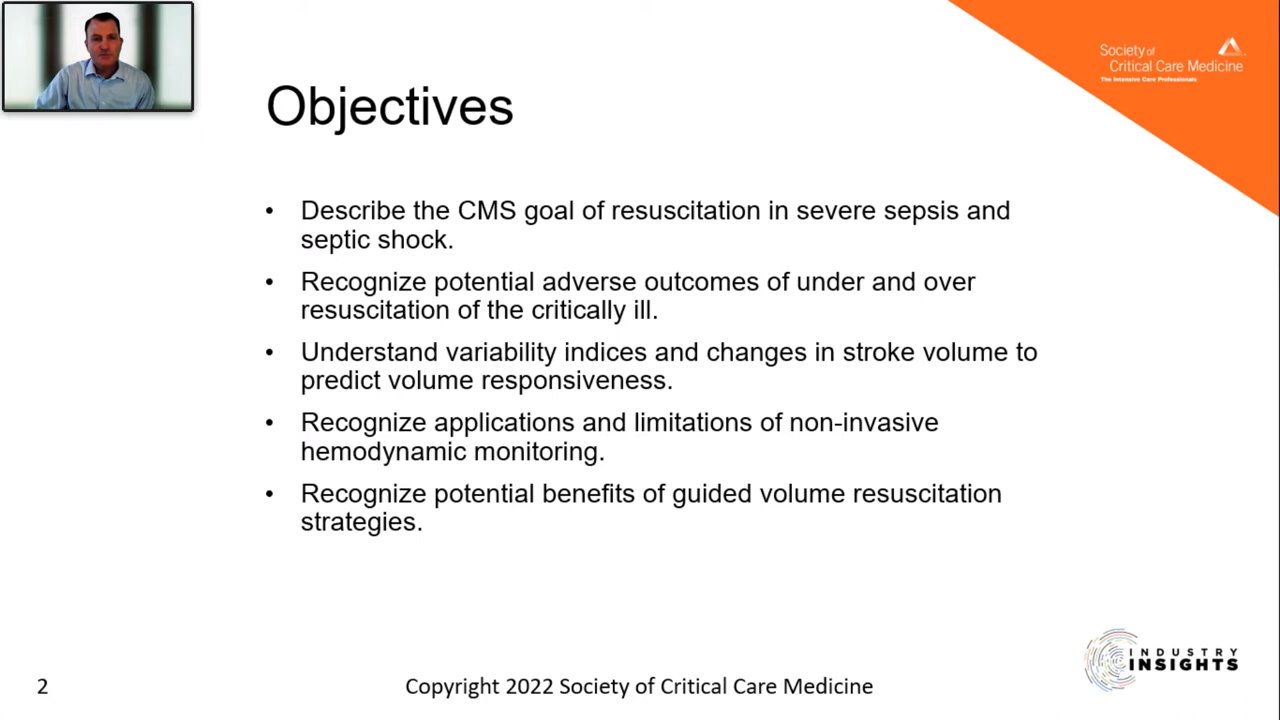 Society of
Critical Care Medicine
The Intensive Care Professionals
Objectives
• Describe the CMS goal of resuscitation in severe sepsis and
septic shock.
• Recognize potential adverse outcomes of under and over
resuscitation of the critically ill.
• Understand variability indices and changes in stroke volume to
predict volume responsiveness.
• Recognize applications and limitations of non-invasive
hemodynamic monitoring.
• Recognize potential benefits of guided volume resuscitation
strategies.
INDUSTRY
INSIGHTS
2
Copyright 2022 Society of Critical Care Medicine